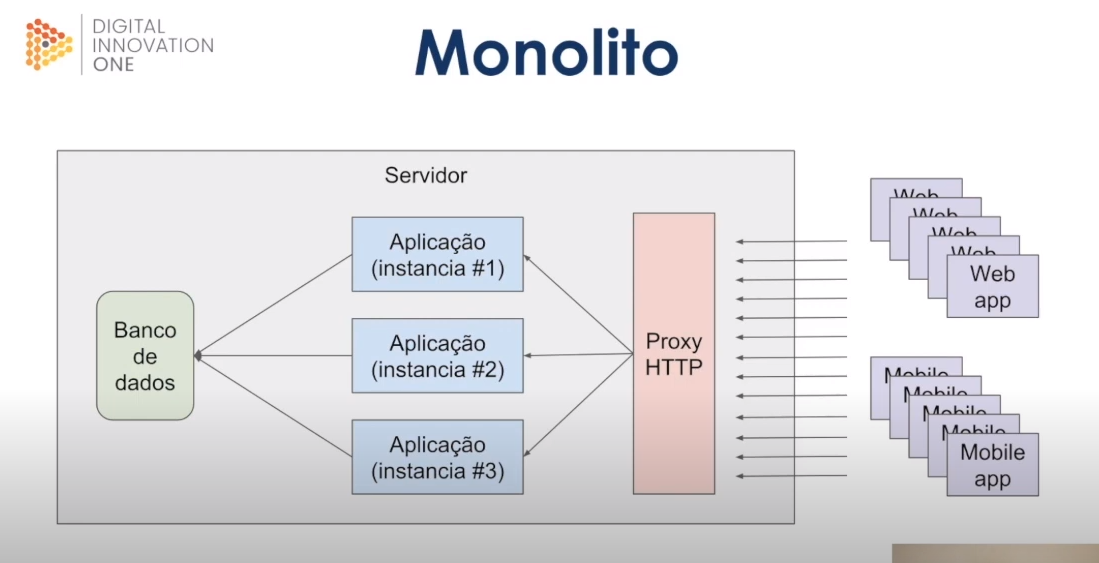 DIGITAL
INNOVATION
ONE
Monolito
Servidor
Aplicação
(instancia #1)
Aplicação
(instancia #2)
Aplicação
(instancia #3)
Banco
de
dados
Proxy
HTTP
Web
Web
Web
Web
Web
app
Mobile
Mobile
Mobile
Mobile
Mobile
app